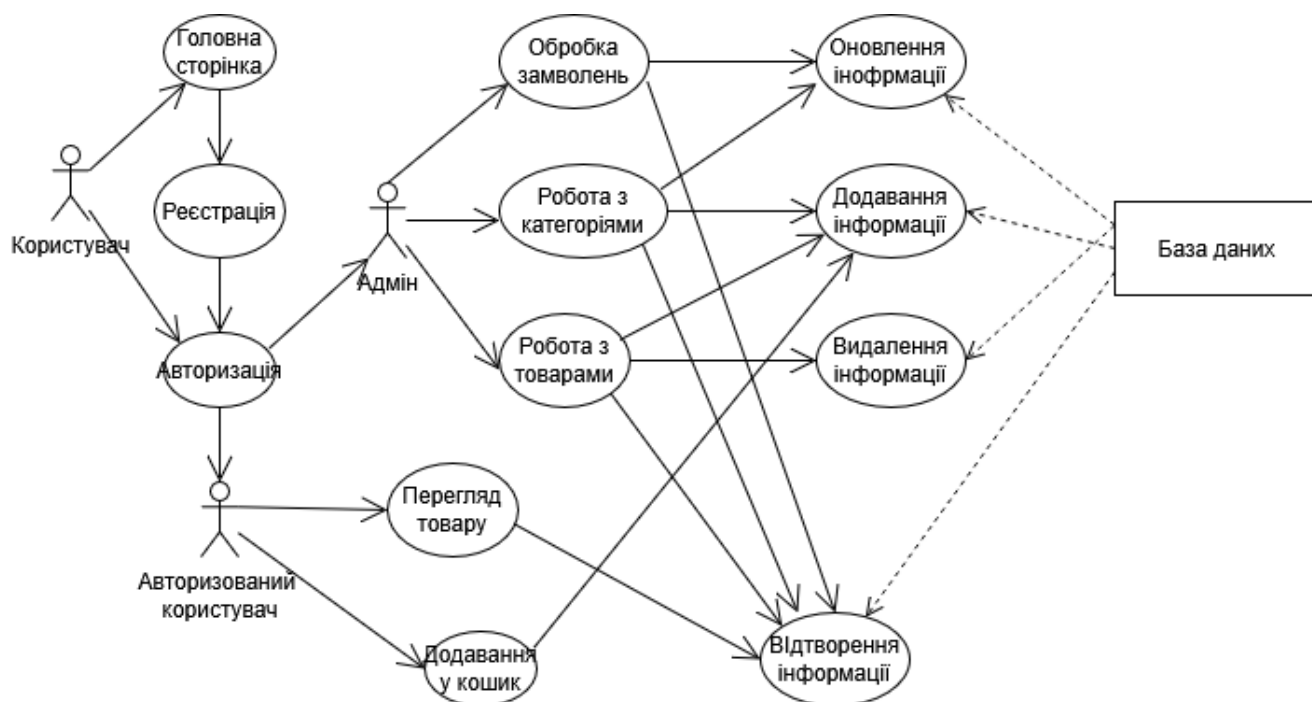 Головна
сторінка
Обробка
замволень
Оновлення
інофрмації
Користувач
Реєстрація
Адмін
Робота з
категоріями
Додавання
інформації
База даних
Авторизація
Робота з
товарами
Видалення
інформації
Авторизований
користувач
Перегляд
товару
Додавання
у кошик
ВІдтворення
інформації